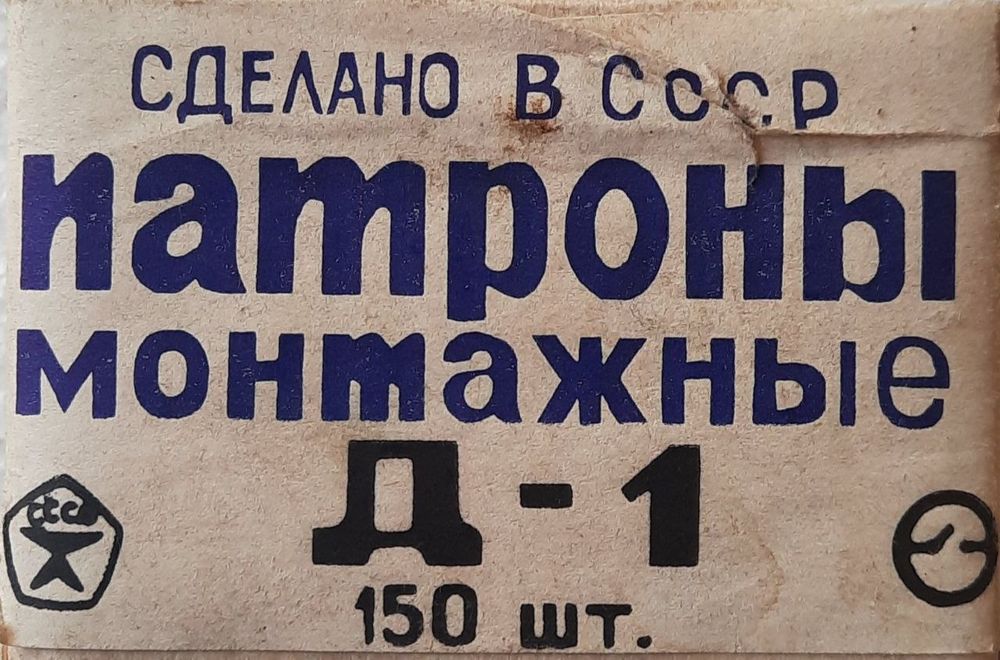 СДЕЛАНО В СССР
патроны
монтажные
Д-1
150 шт.